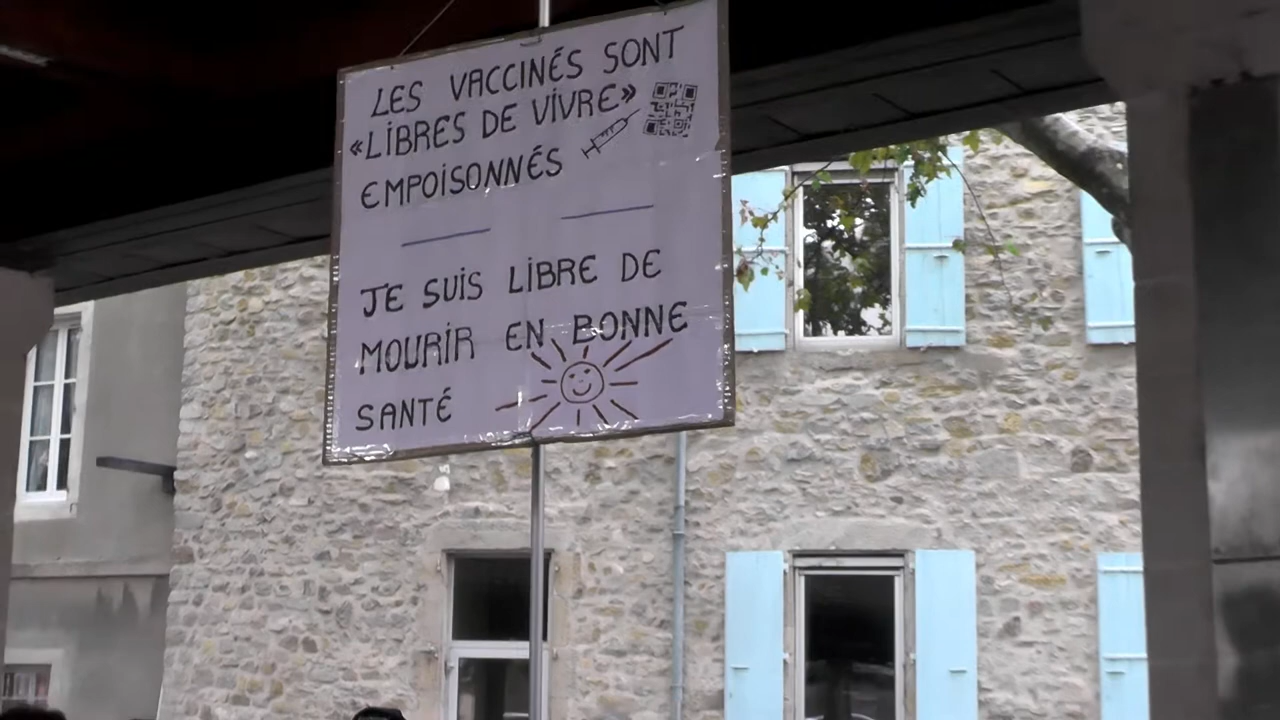 LES VACCINÉS SONT
«LIBRES DE VIVRE»
EMPOISONNÉS
JE SUIS LIBRE DE
MOURIR EN BONNE
SANTÉ